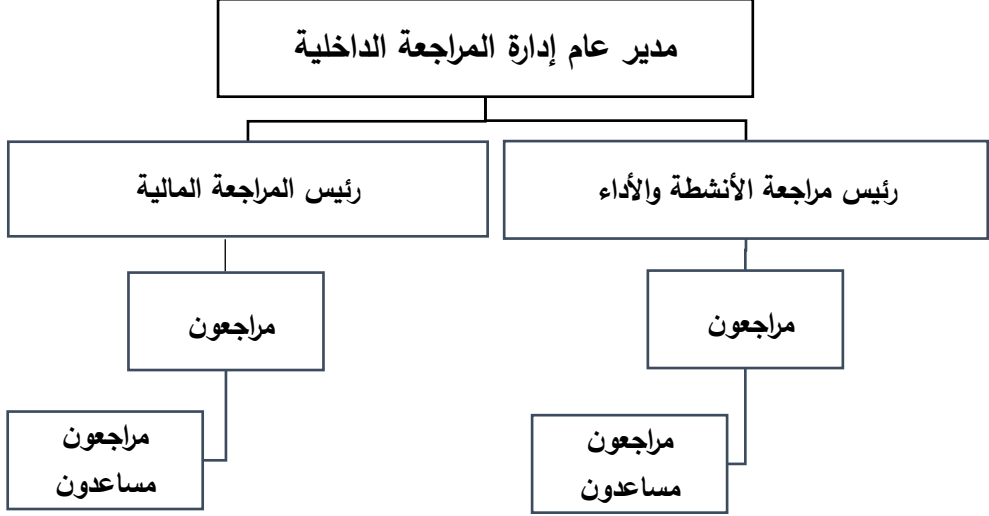 مدير عام إدارة المراجعة الداخلية
رئيس مراجعة الأنشطة والأداء
رئيس المراجعة المالية
مراجعون
مراجعون
مراجعون
مساعدون
مراجعون
مساعدون